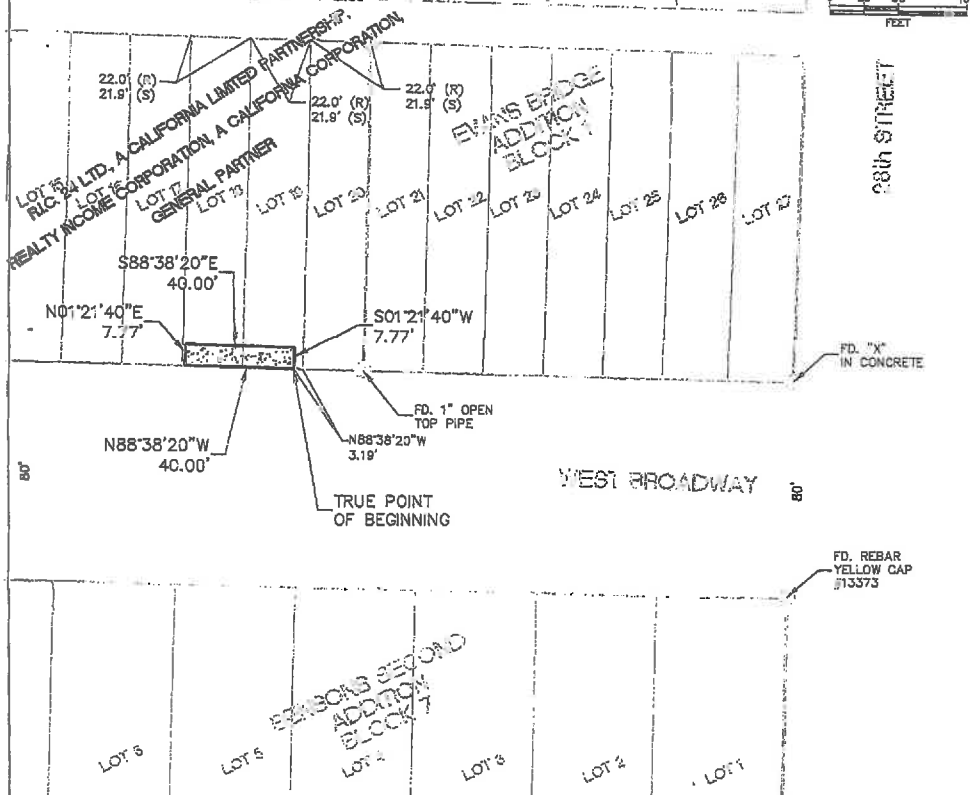 FEET
28th STREET
R.I.C. 24 LTD., A CALIFORNIA LIMITED PARTNERSHIP,
REALTY INCOME CORPORATION, A CALIFORNIA CORPORATION,
GENERAL PARTNER
22.0' (R)
21.9' (S)
22.0' (R)
21.9' (S)
22.0' (R)
21.9' (S)
EVANS BRIDGE
ADDITION
BLOCK 7
LOT 15
LOT 16
LOT 17
LOT 18
LOT 19
LOT 20
LOT 21
LOT 22
LOT 23
LOT 24
LOT 25
LOT 26
LOT 27
S88°38'20"E
40.00'
N01°21'40"E
7.77'
S01°21'40"W
7.77'
FD. "X"
IN CONCRETE
FD. 1" OPEN
TOP PIPE
N88°38'20"W
3.19'
N88°38'20"W
40.00'
80'
WEST BROADWAY
80'
TRUE POINT
OF BEGINNING
FD. REBAR
YELLOW CAP
#13373
BENSONS SECOND
ADDITION
BLOCK 7
LOT 5
LOT 4
LOT 3
LOT 2
LOT 1